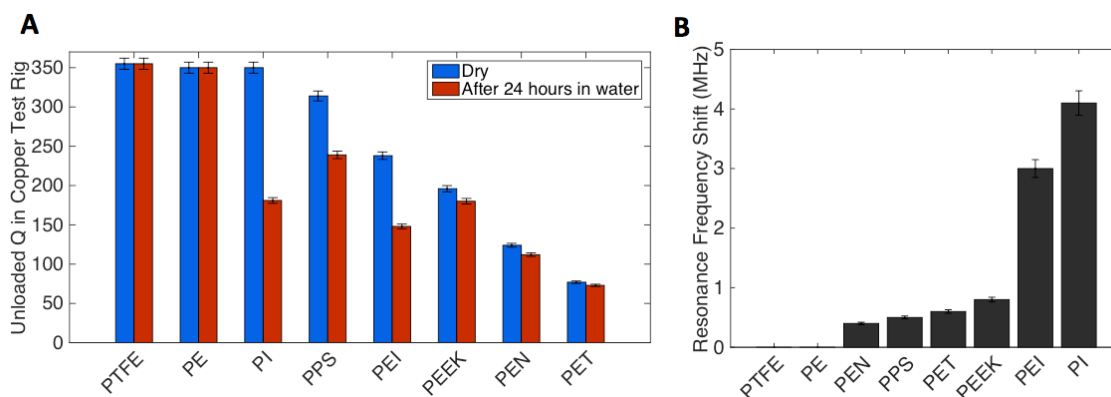 A
Unloaded Q in Copper Test Rig
350
300
250
200
150
100
50
0
Dry
After 24 hours in water
PTFE
PE
PI
PPS
PEI
PEEK
PEN
PET
B
Resonance Frequency Shift (MHz)
5
4
3
2
1
0
PTFE
PE
PEN
PPS
PET
PEEK
PEI
PI